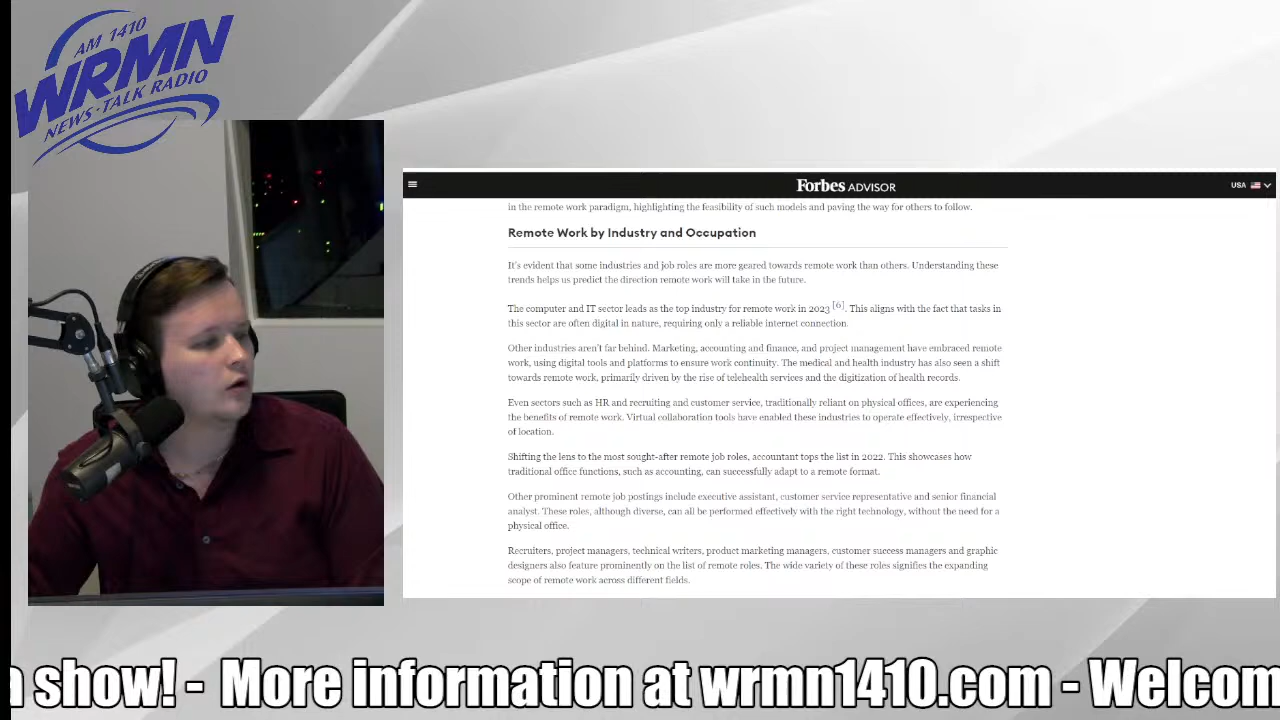 AM 1410
WRMN
NEWS-TALK RADIO
Forbes ADVISOR
USA
in the remote work paradigm, highlighting the feasibility of such models and paving the way for others to follow.
Remote Work by Industry and Occupation
It's evident that some industries and job roles are more geared towards remote work than others. Understanding these
trends helps us predict the direction remote work will take in the future.
The computer and IT sector leads as the top industry for remote work in 2023 [6]. This aligns with the fact that tasks in
this sector are often digital in nature, requiring only a reliable internet connection.
Other industries aren't far behind. Marketing, accounting and finance, and project management have embraced remote
work, using digital tools and platforms to ensure work continuity. The medical and health industry has also seen a shift
towards remote work, primarily driven by the rise of telehealth services and the digitization of health records.
Even sectors such as HR and recruiting and customer service, traditionally reliant on physical offices, are experiencing
the benefits of remote work. Virtual collaboration tools have enabled these industries to operate effectively, irrespective
of location.
Shifting the lens to the most sought-after remote job roles, accountant tops the list in 2022. This showcases how
traditional office functions, such as accounting, can successfully adapt to a remote format.
Other prominent remote job postings include executive assistant, customer service representative and senior financial
analyst. These roles, although diverse, can all be performed effectively with the right technology, without the need for a
physical office.
Recruiters, project managers, technical writers, product marketing managers, customer success managers and graphic
designers also feature prominently on the list of remote roles. The wide variety of these roles signifies the expanding
scope of remote work across different fields.
show! - More information at wrmn1410.com - Welcom